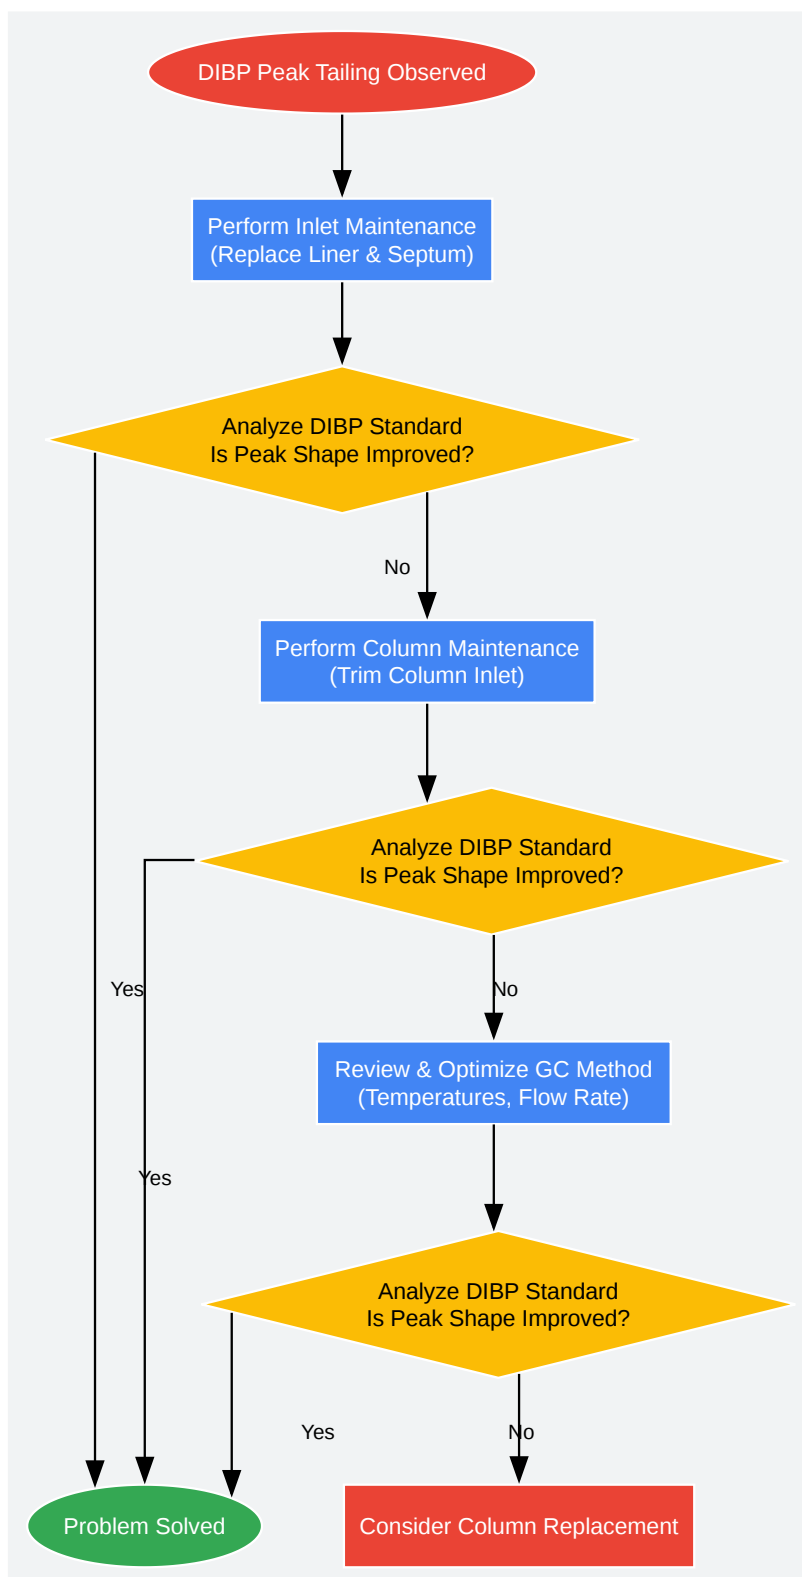 DIBP Peak Tailing Observed
Perform Inlet Maintenance
(Replace Liner & Septum)
Analyze DIBP Standard
Is Peak Shape Improved?
No
Perform Column Maintenance
(Trim Column Inlet)
Analyze DIBP Standard
Is Peak Shape Improved?
Yes
No
Review & Optimize GC Method
(Temperatures, Flow Rate)
Yes
Analyze DIBP Standard
Is Peak Shape Improved?
Yes
No
Problem Solved
Consider Column Replacement